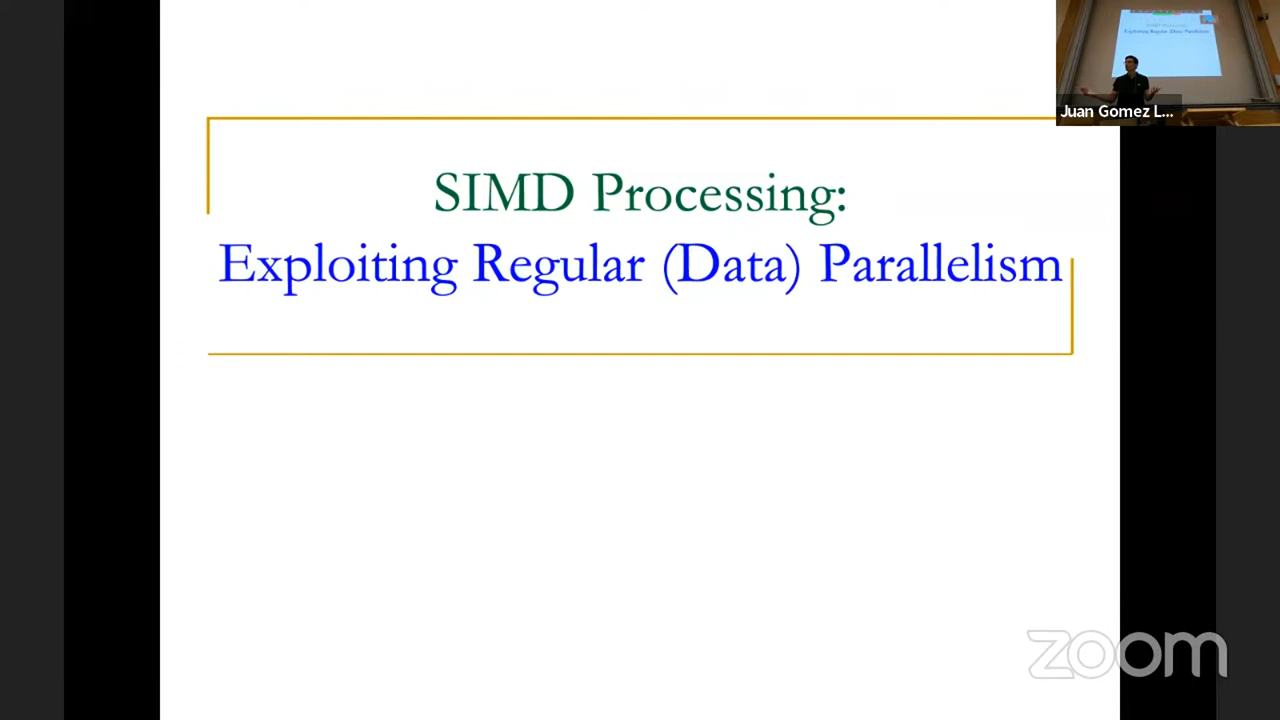 Juan Gomez L...
SIMD Processing:
Exploiting Regular (Data) Parallelism
zoom